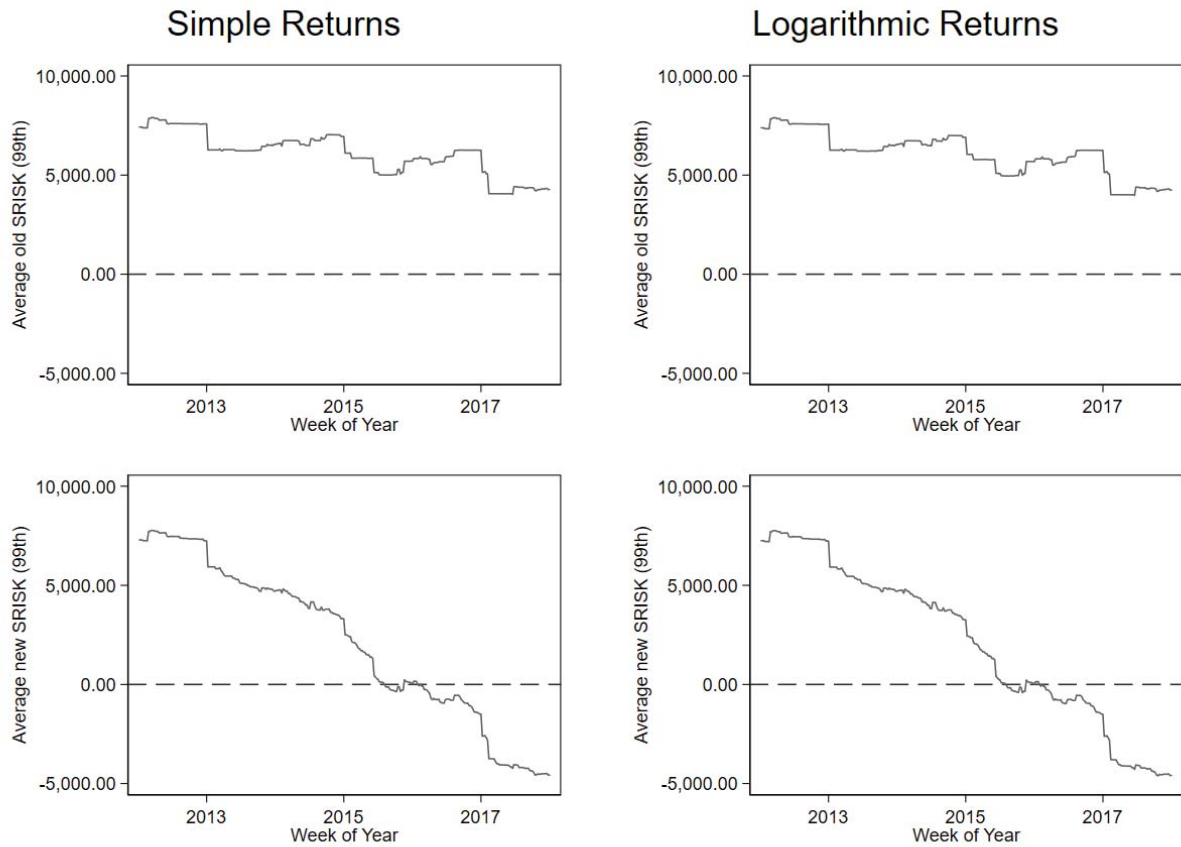 Simple Returns
Logarithmic Returns
Average old SRISK (99th)
10,000.00
5,000.00
0.00
-5,000.00
2013 2015 2017
Week of Year
Average old SRISK (99th)
10,000.00
5,000.00
0.00
-5,000.00
2013 2015 2017
Week of Year
Average new SRISK (99th)
10,000.00
5,000.00
0.00
-5,000.00
2013 2015 2017
Week of Year
Average new SRISK (99th)
10,000.00
5,000.00
0.00
-5,000.00
2013 2015 2017
Week of Year